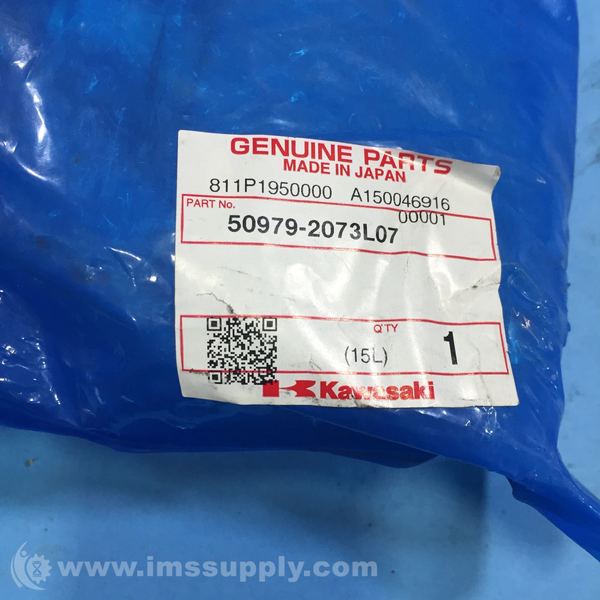 GENUINE PARTS
MADE IN JAPAN
811P1950000 A150046916
00001
PART No.
50979-2073L07
Q'TY
(15L) 1
Kawasaki
www.imssupply.com